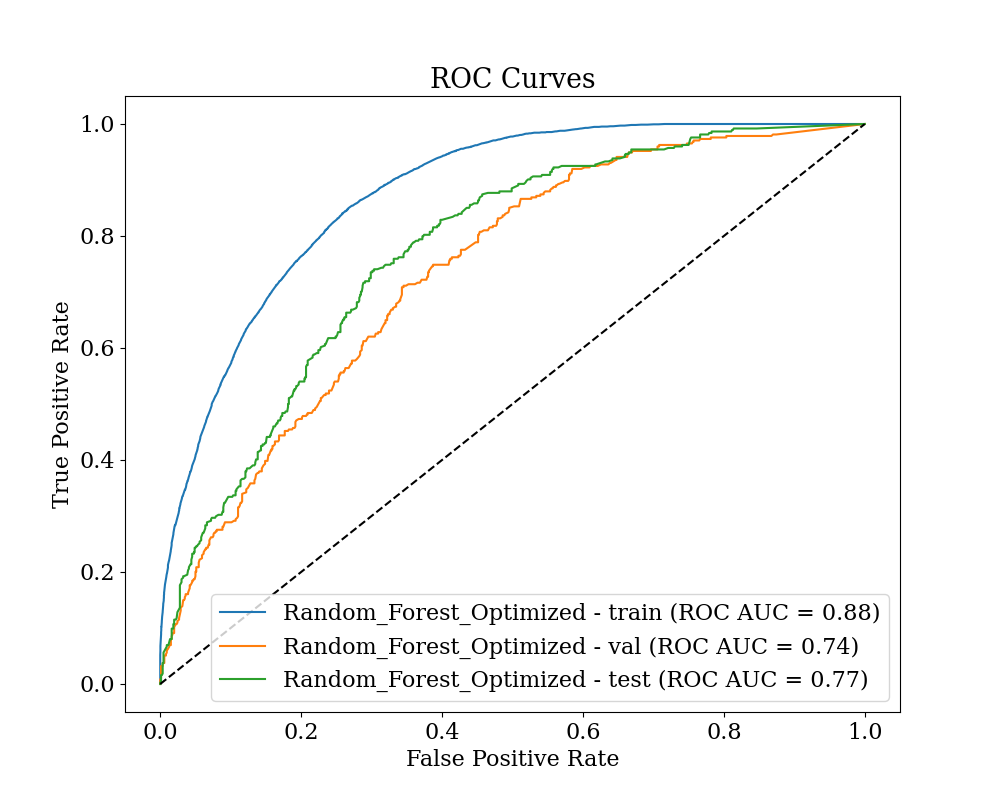 ROC Curves
True Positive Rate
1.0
0.8
0.6
0.4
0.2
0.0
Random_Forest_Optimized - train (ROC AUC = 0.88)
Random_Forest_Optimized - val (ROC AUC = 0.74)
Random_Forest_Optimized - test (ROC AUC = 0.77)
0.0 0.2 0.4 0.6 0.8 1.0
False Positive Rate